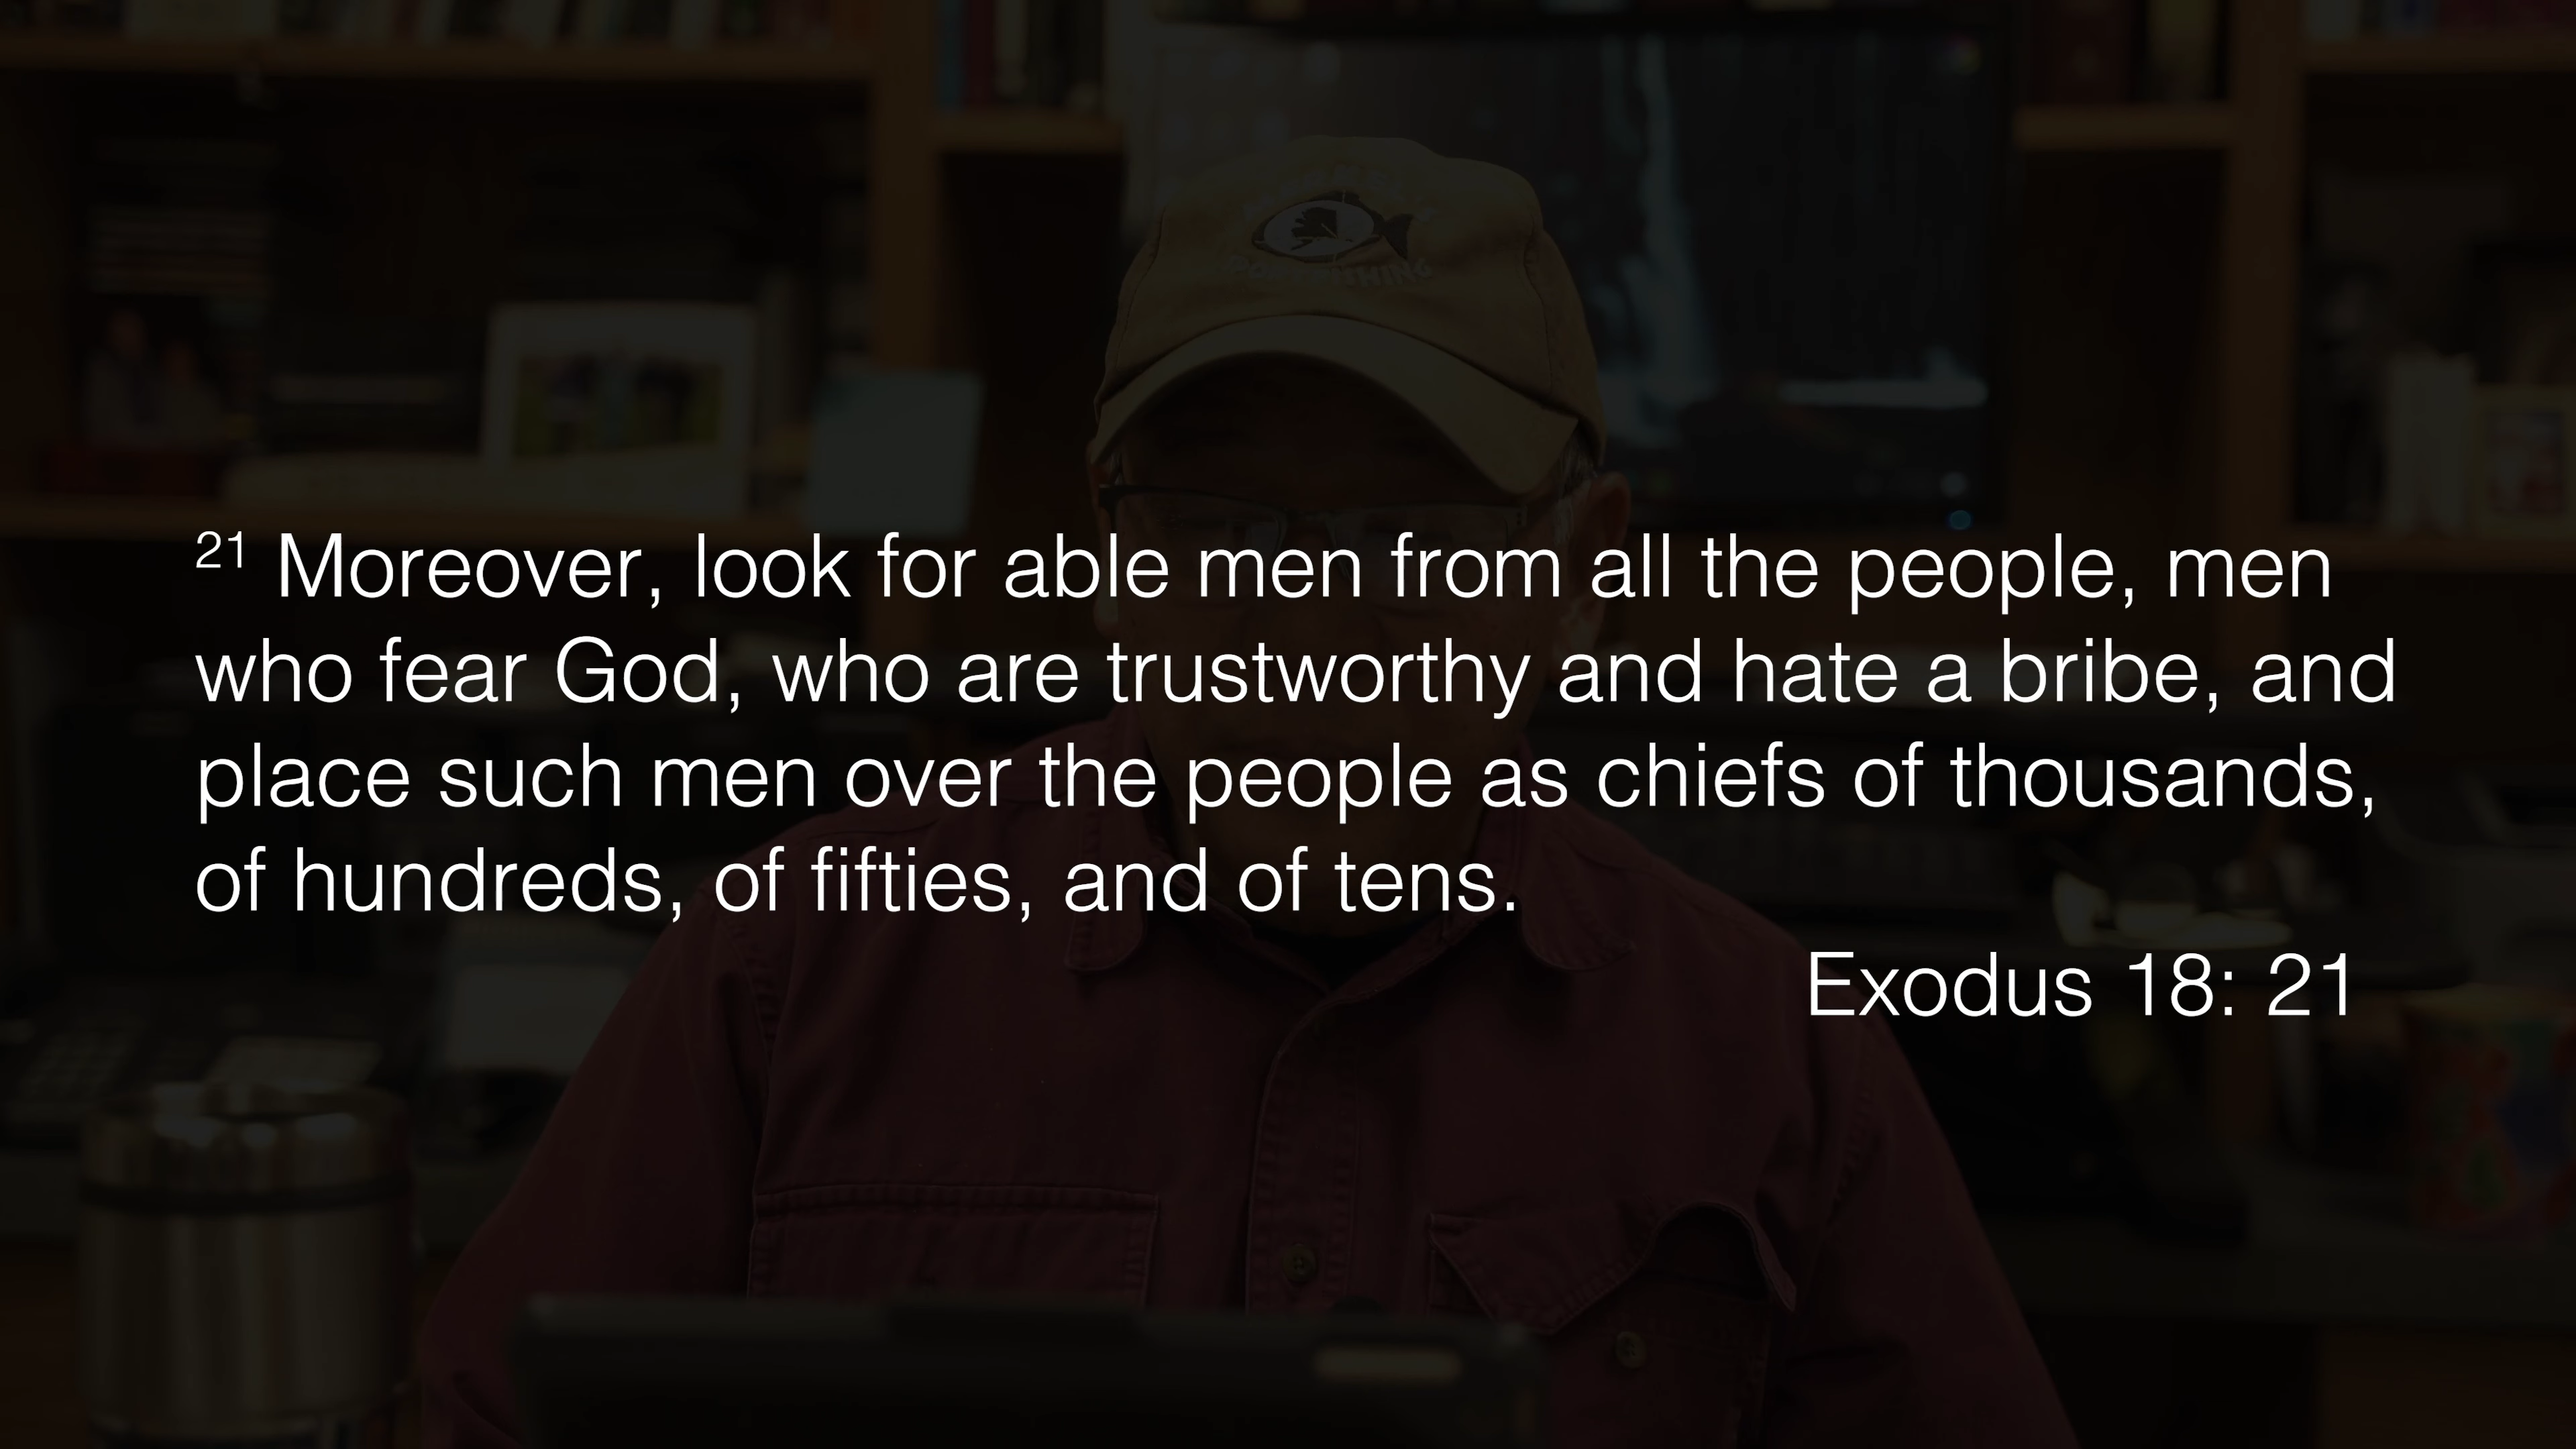 21 Moreover, look for able men from all the people, men
who fear God, who are trustworthy and hate a bribe, and
place such men over the people as chiefs of thousands,
of hundreds, of fifties, and of tens.
Exodus 18: 21